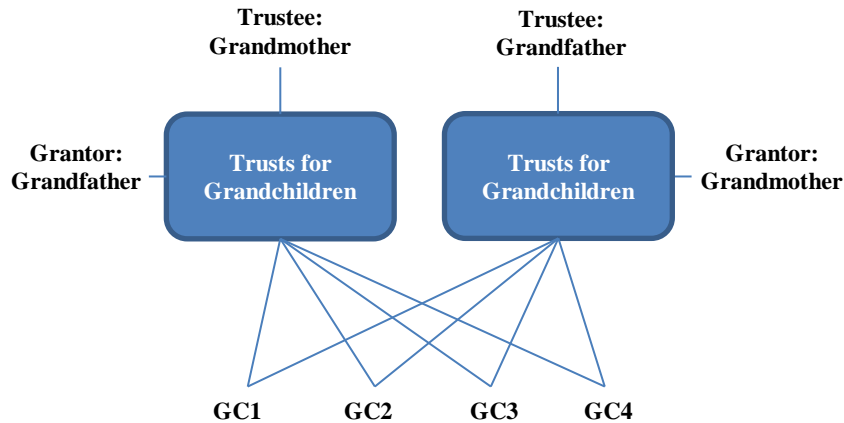 Trustee:
Grandmother
Trustee:
Grandfather
Grantor:
Grandfather
Trusts for
Grandchildren
Trusts for
Grandchildren
Grantor:
Grandmother
GC1
GC2
GC3
GC4